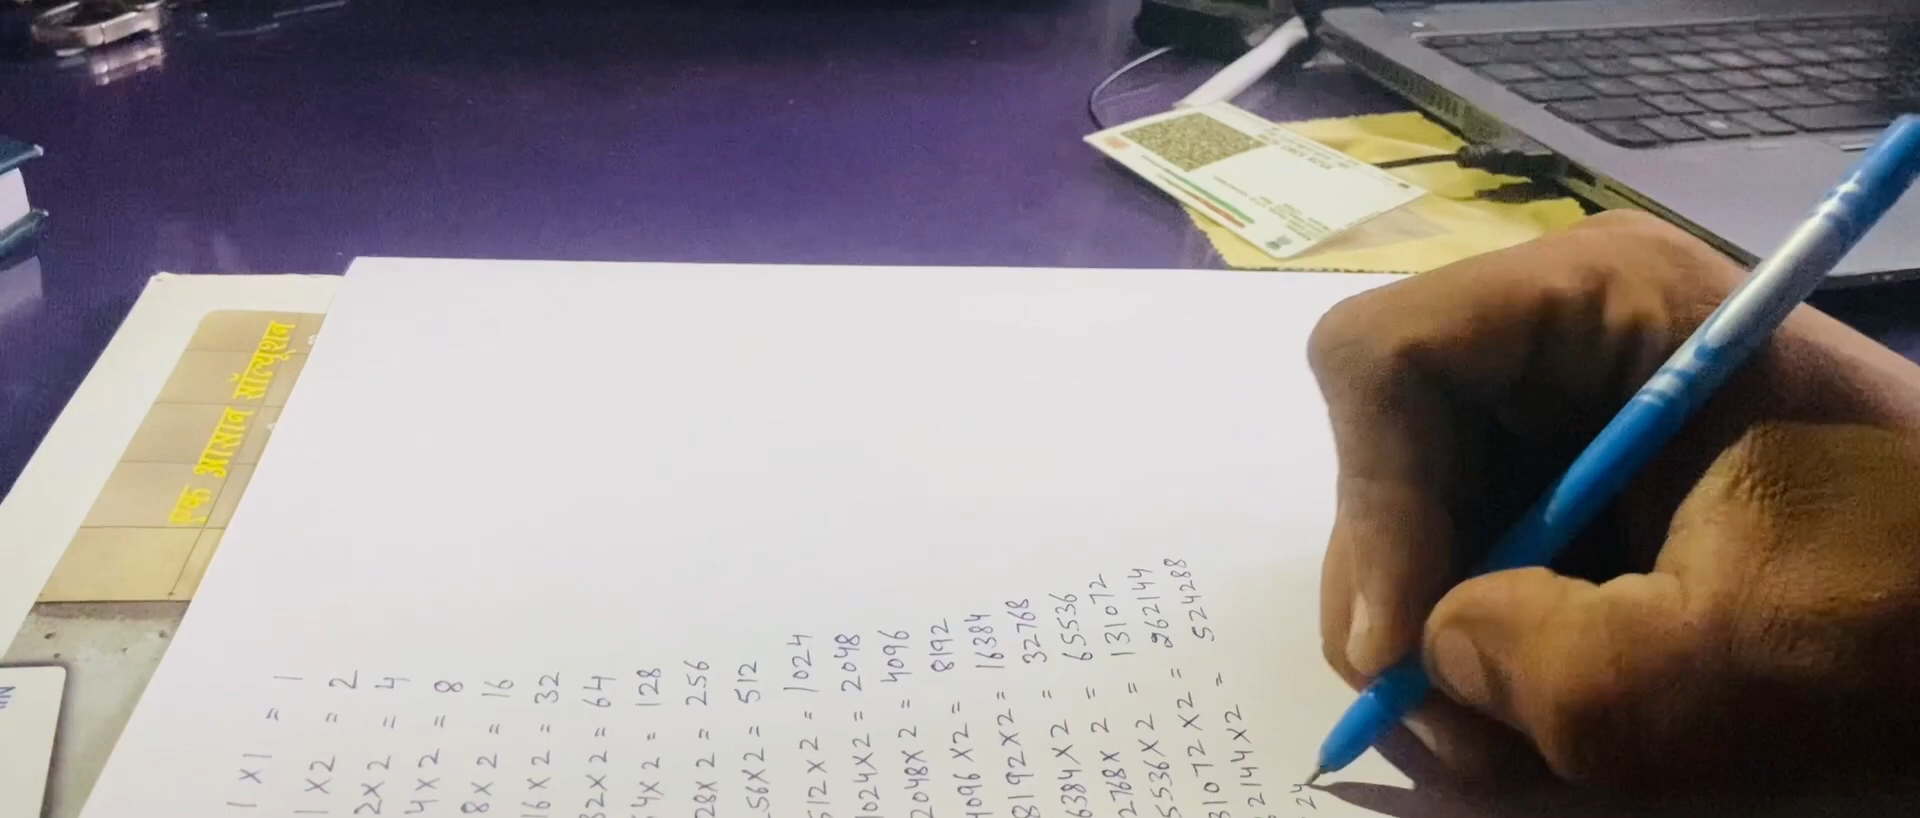 एक आसान सॉल्यूशन
1 X 1 = 1
1 X 2 = 2
2 X 2 = 4
4 X 2 = 8
8 X 2 = 16
16 X 2 = 32
32 X 2 = 64
4 X 2 = 128
28 X 2 = 256
56 X 2 = 512
512 X 2 = 1024
1024 X 2 = 2048
2048 X 2 = 4096
4096 X 2 = 8192
8192 X 2 = 16384
6384 X 2 = 32768
2768 X 2 = 65536
5536 X 2 = 131072
31072 X 2 = 262144
2144 X 2 = 524288
24